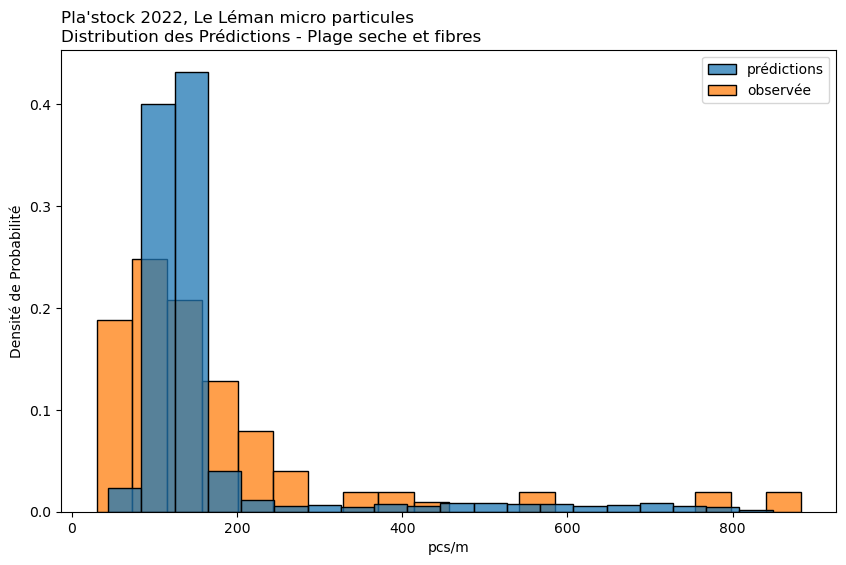 Pla'stock 2022, Le Léman micro particules
Distribution des Prédictions - Plage seche et fibres
prédictions
observée
Densité de Probabilité
0.4
0.3
0.2
0.1
0.0
0
200
400
600
800
pcs/m